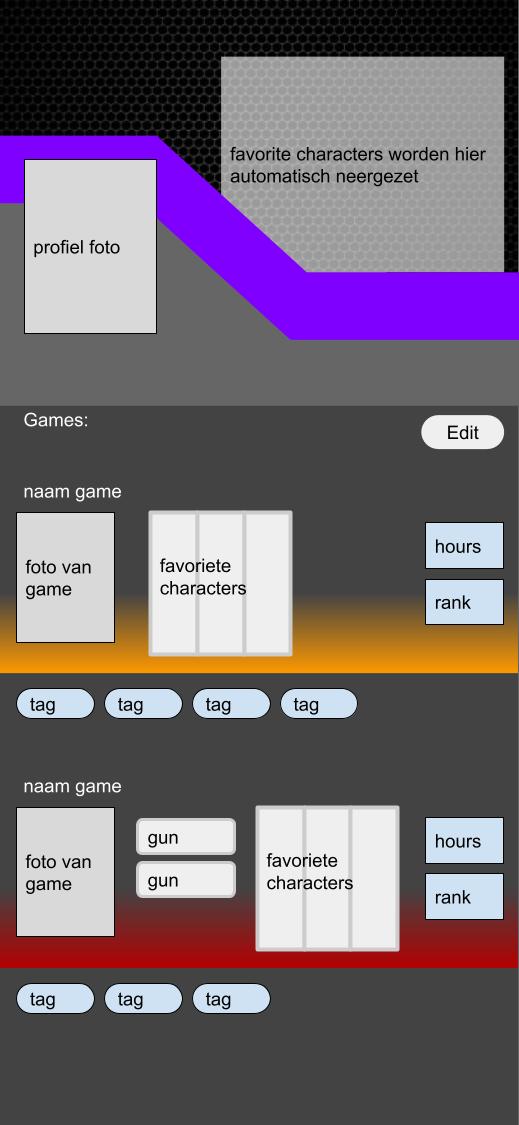 favorite characters worden hier
automatisch neergezet
profiel foto
Games:
Edit
naam game
foto van
game
favoriete
characters
hours
rank
tag
tag
tag
tag
naam game
foto van
game
gun
gun
favoriete
characters
hours
rank
tag
tag
tag